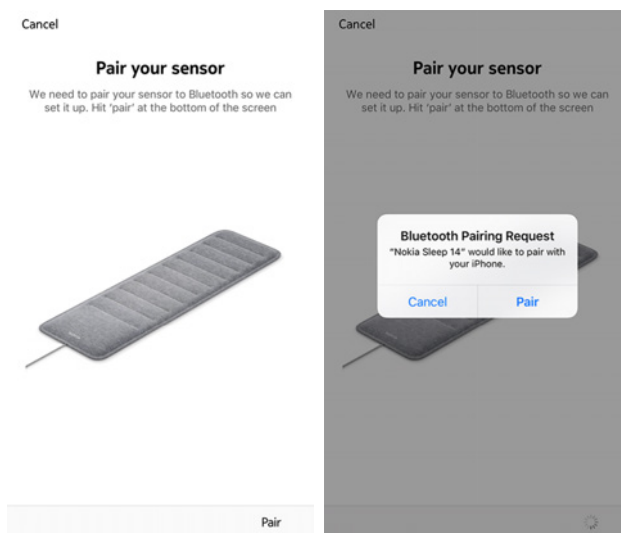 Cancel
Pair your sensor
We need to pair your sensor to Bluetooth so we can
set it up. Hit 'pair' at the bottom of the screen
Pair
Cancel
Pair your sensor
We need to pair your sensor to Bluetooth so we can
set it up. Hit 'pair' at the bottom of the screen
Bluetooth Pairing Request
“Nokia Sleep 14” would like to pair with
your iPhone.
Cancel Pair